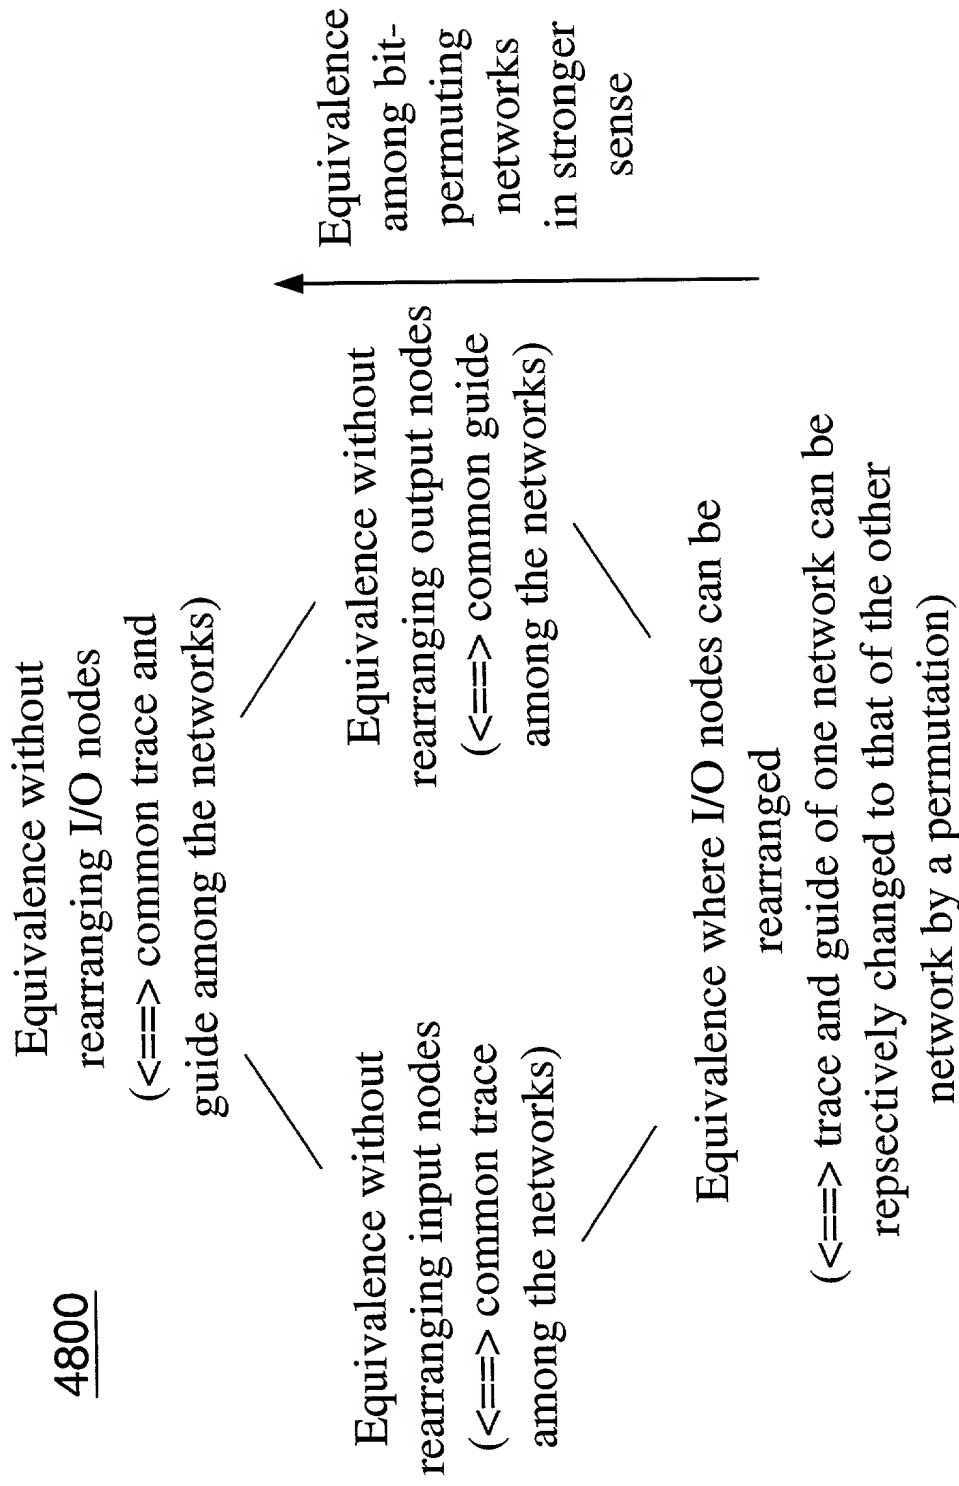 4800
Equivalence without
rearranging I/O nodes
(<==> common trace and
guide among the networks)
Equivalence without
rearranging input nodes
(<==> common trace
among the networks)
Equivalence without
rearranging output nodes
(<==> common guide
among the networks)
Equivalence
among bit-
permuting
networks
in stronger
sense
Equivalence where I/O nodes can be
rearranged
(<==> trace and guide of one network can be
repsectively changed to that of the other
network by a permutation)